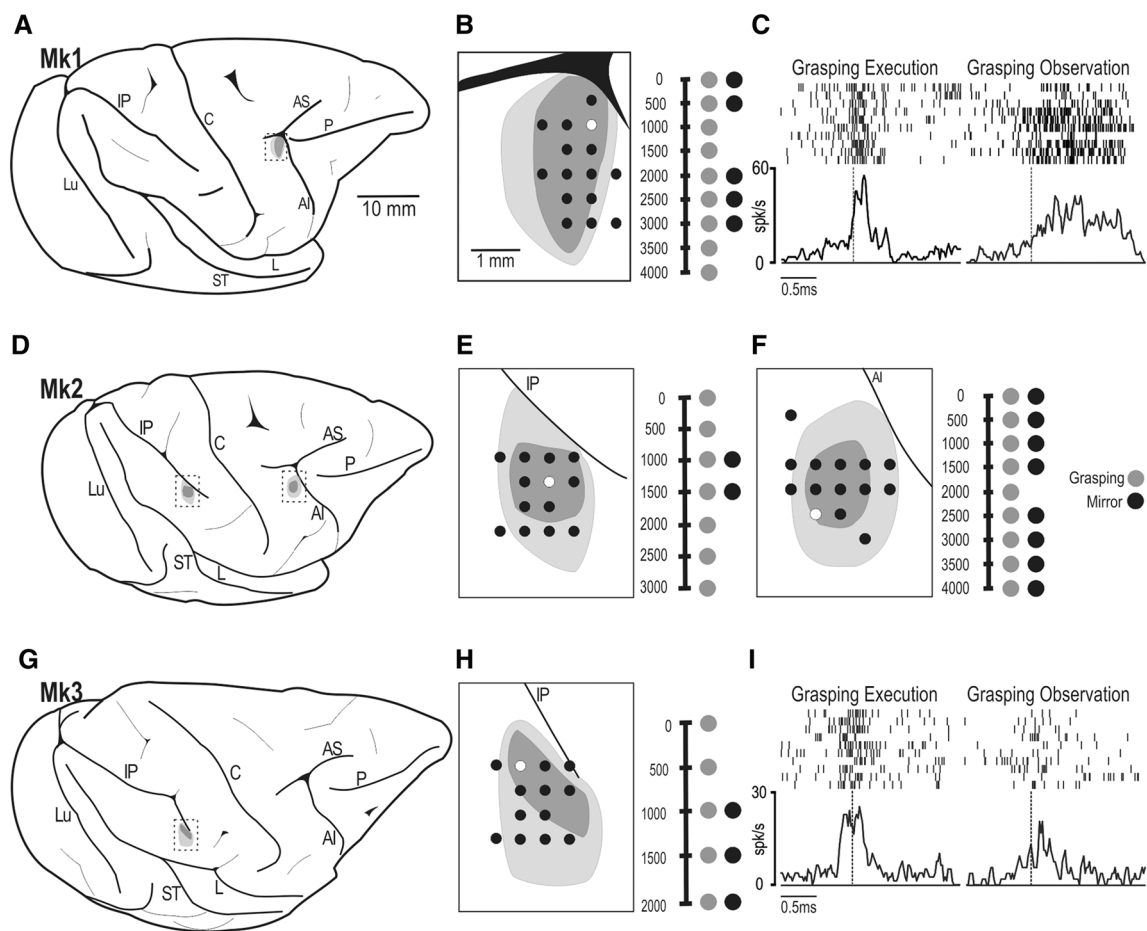 A
Mk1
IP
C
AS
P
Lu
AI
L
ST
10 mm
B
1 mm
0
500
1000
1500
2000
2500
3000
3500
4000
C
Grasping Execution
Grasping Observation
60
spk/s
0
0.5ms
D
Mk2
IP
C
AS
P
Lu
AI
ST
L
E
IP
0
500
1000
1500
2000
2500
3000
F
AI
0
500
1000
1500
2000
2500
3000
3500
4000
Grasping
Mirror
G
Mk3
IP
C
AS
P
Lu
AI
ST
L
H
IP
0
500
1000
1500
2000
I
Grasping Execution
Grasping Observation
30
spk/s
0
0.5ms